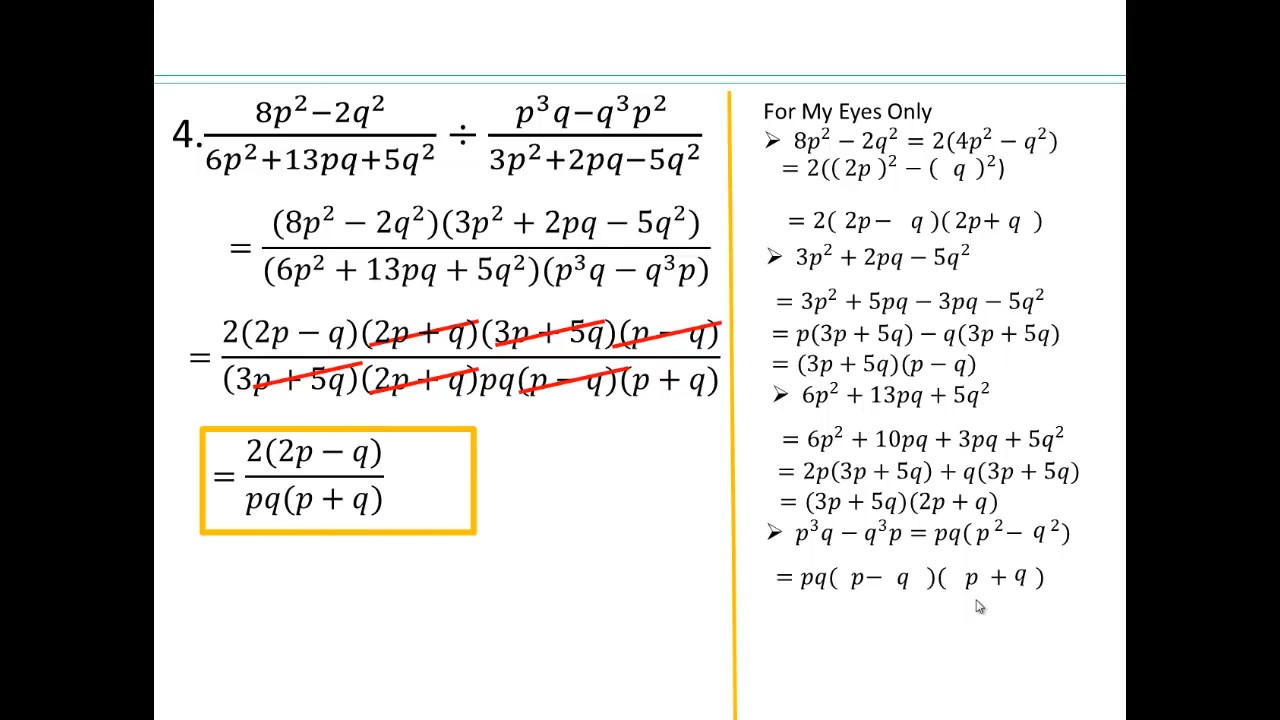 4. (8p²−2q²)/(6p²+13pq+5q²) ÷ (p³q−q³p²)/(3p²+2pq−5q²)
= (8p² − 2q²)(3p² + 2pq − 5q²)/(6p² + 13pq + 5q²)(p³q − q³p)
= 2(2p − q)(2p + q)(3p + 5q)(p − q)/(3p + 5q)(2p + q)pq(p − q)(p + q)
= 2(2p − q)/pq(p + q)
For My Eyes Only
➢ 8p² − 2q² = 2(4p² − q²)
= 2(( 2p )² − ( q )²)
= 2( 2p − q )( 2p + q )
➢ 3p² + 2pq − 5q²
= 3p² + 5pq − 3pq − 5q²
= p(3p + 5q) − q(3p + 5q)
= (3p + 5q)(p − q)
➢ 6p² + 13pq + 5q²
= 6p² + 10pq + 3pq + 5q²
= 2p(3p + 5q) + q(3p + 5q)
= (3p + 5q)(2p + q)
➢ p³q − q³p = pq( p² − q² )
= pq( p − q )( p + q )